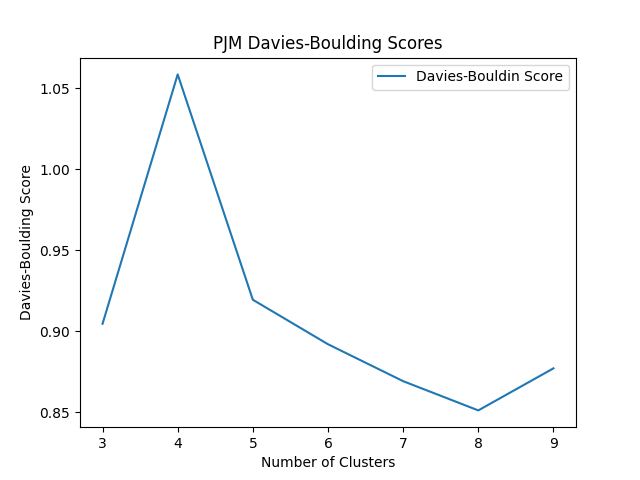 PJM Davies-Boulding Scores
Davies-Bouldin Score
Davies-Boulding Score
1.05
1.00
0.95
0.90
0.85
3 4 5 6 7 8 9
Number of Clusters